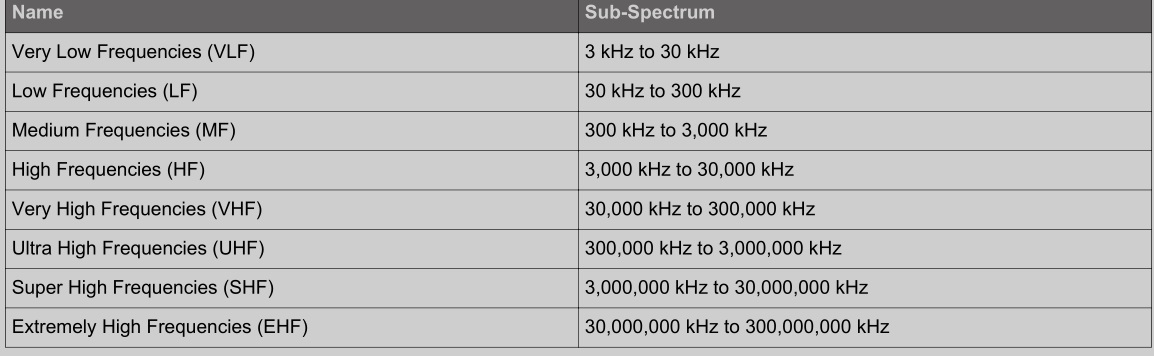 Name Sub-Spectrum
Very Low Frequencies (VLF) 3 kHz to 30 kHz
Low Frequencies (LF) 30 kHz to 300 kHz
Medium Frequencies (MF) 300 kHz to 3,000 kHz
High Frequencies (HF) 3,000 kHz to 30,000 kHz
Very High Frequencies (VHF) 30,000 kHz to 300,000 kHz
Ultra High Frequencies (UHF) 300,000 kHz to 3,000,000 kHz
Super High Frequencies (SHF) 3,000,000 kHz to 30,000,000 kHz
Extremely High Frequencies (EHF) 30,000,000 kHz to 300,000,000 kHz